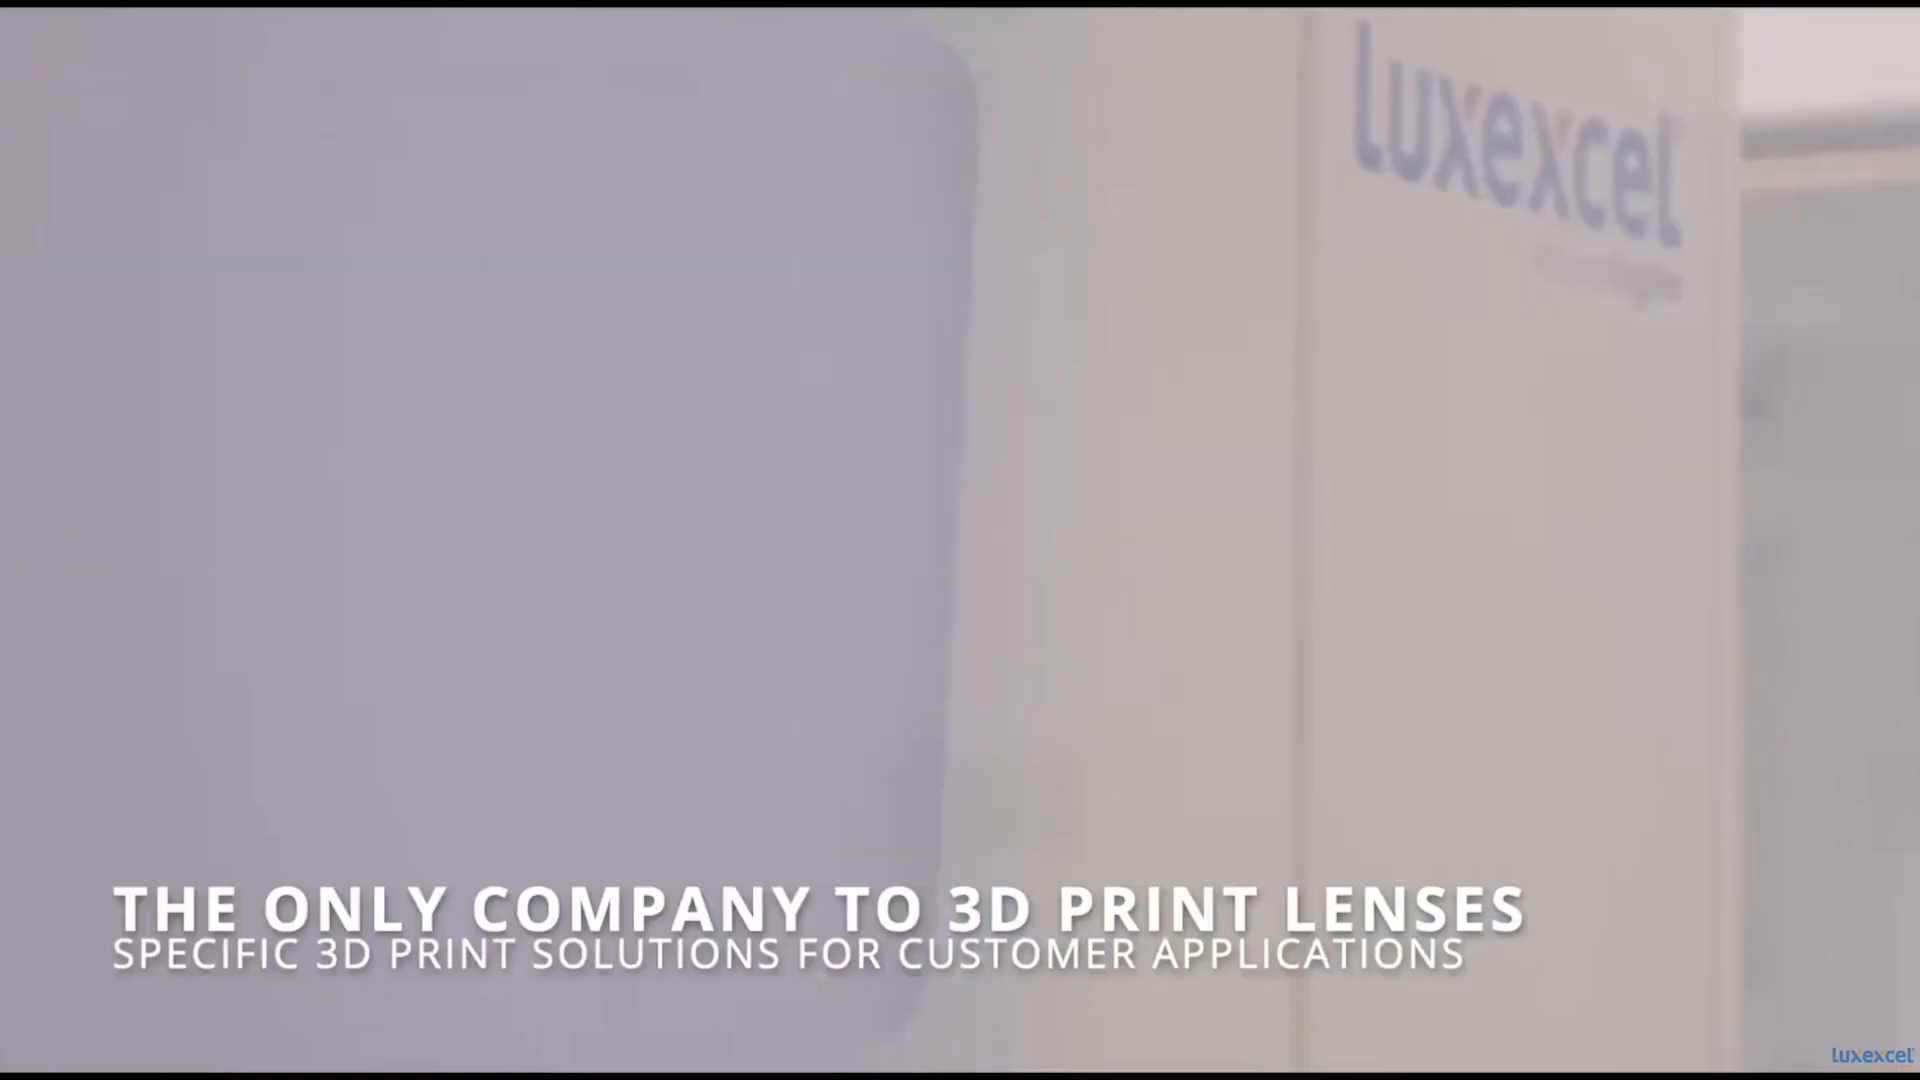 Luxexcel
THE ONLY COMPANY TO 3D PRINT LENSES
SPECIFIC 3D PRINT SOLUTIONS FOR CUSTOMER APPLICATIONS
Luxexcel